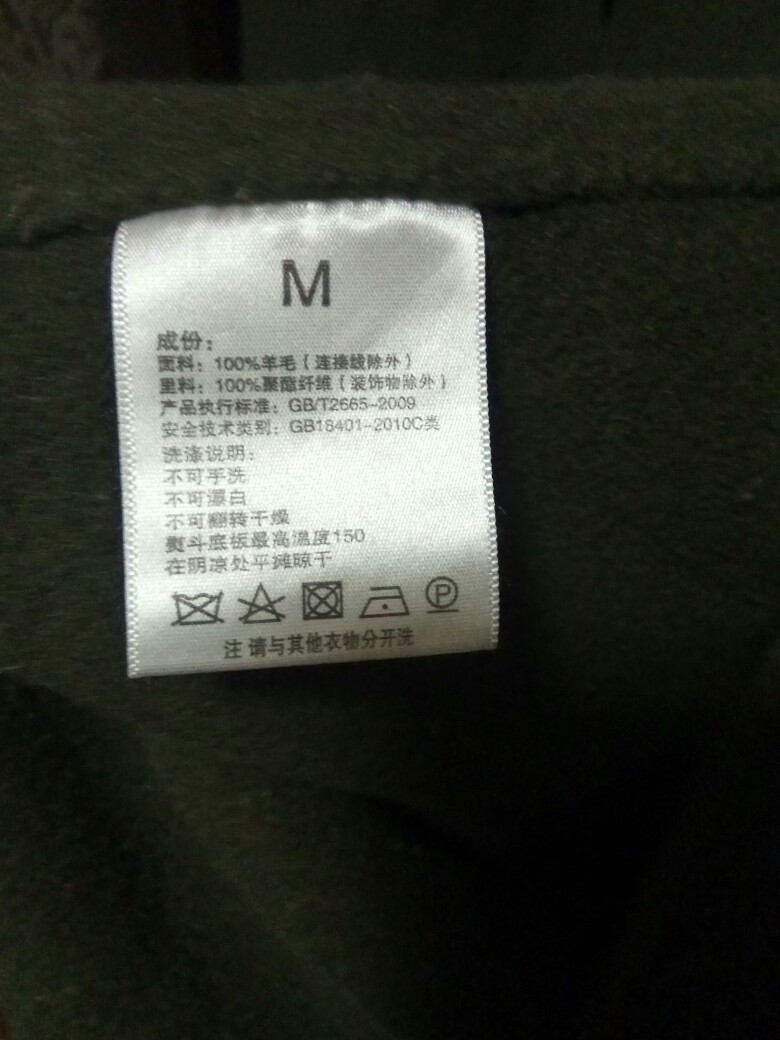 M
成份：
面料：100%羊毛（连接线除外）
里料：100%聚酯纤维（装饰物除外）
产品执行标准：GB/T2665-2009
安全技术类别：GB18401-2010C类
洗涤说明：
不可手洗
不可漂白
不可翻转干燥
熨斗底板最高温度150
在阴凉处平摊晾干
P
注 请与其他衣物分开洗